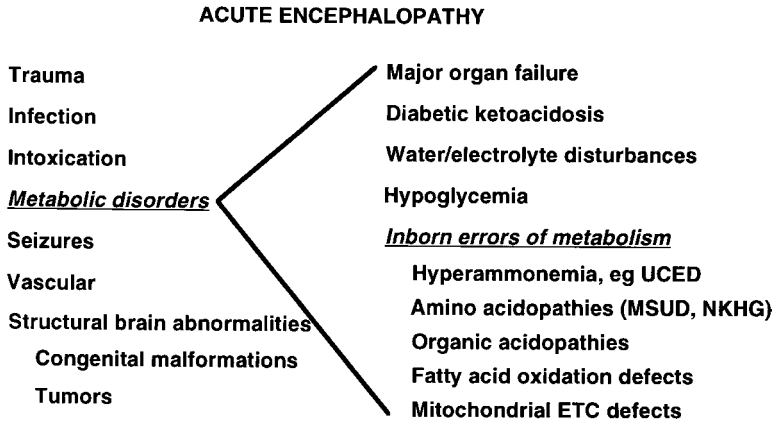 ACUTE ENCEPHALOPATHY
Trauma
Infection
Intoxication
Metabolic disorders
Seizures
Vascular
Structural brain abnormalities
Congenital malformations
Tumors
Major organ failure
Diabetic ketoacidosis
Water/electrolyte disturbances
Hypoglycemia
Inborn errors of metabolism
Hyperammonemia, eg UCED
Amino acidopathies (MSUD, NKHG)
Organic acidopathies
Fatty acid oxidation defects
Mitochondrial ETC defects